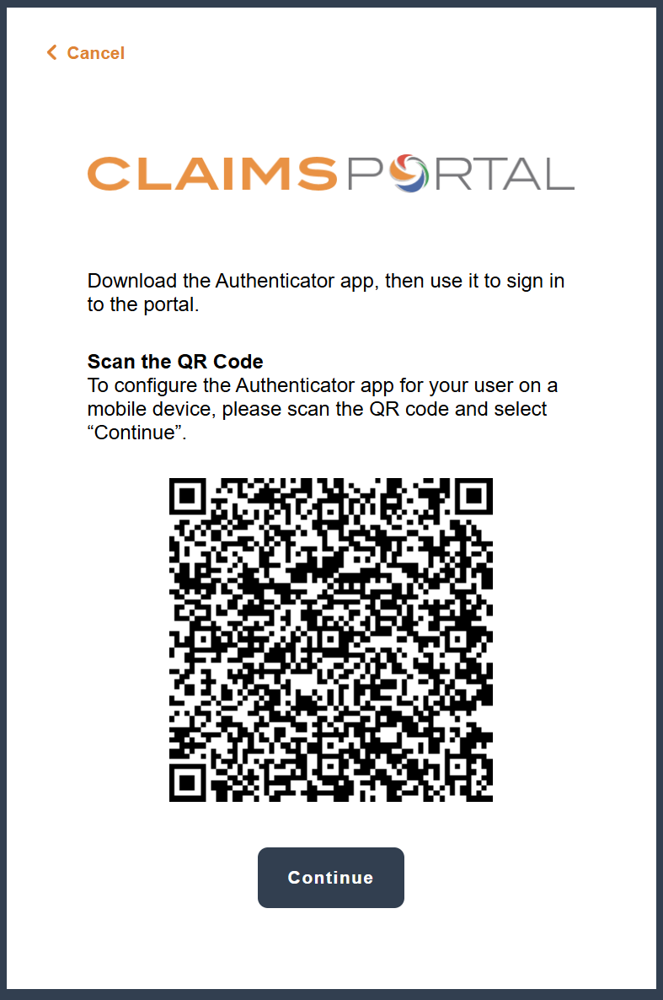 Cancel
CLAIMSPORTAL
Download the Authenticator app, then use it to sign in
to the portal.
Scan the QR Code
To configure the Authenticator app for your user on a
mobile device, please scan the QR code and select
“Continue”.
Continue